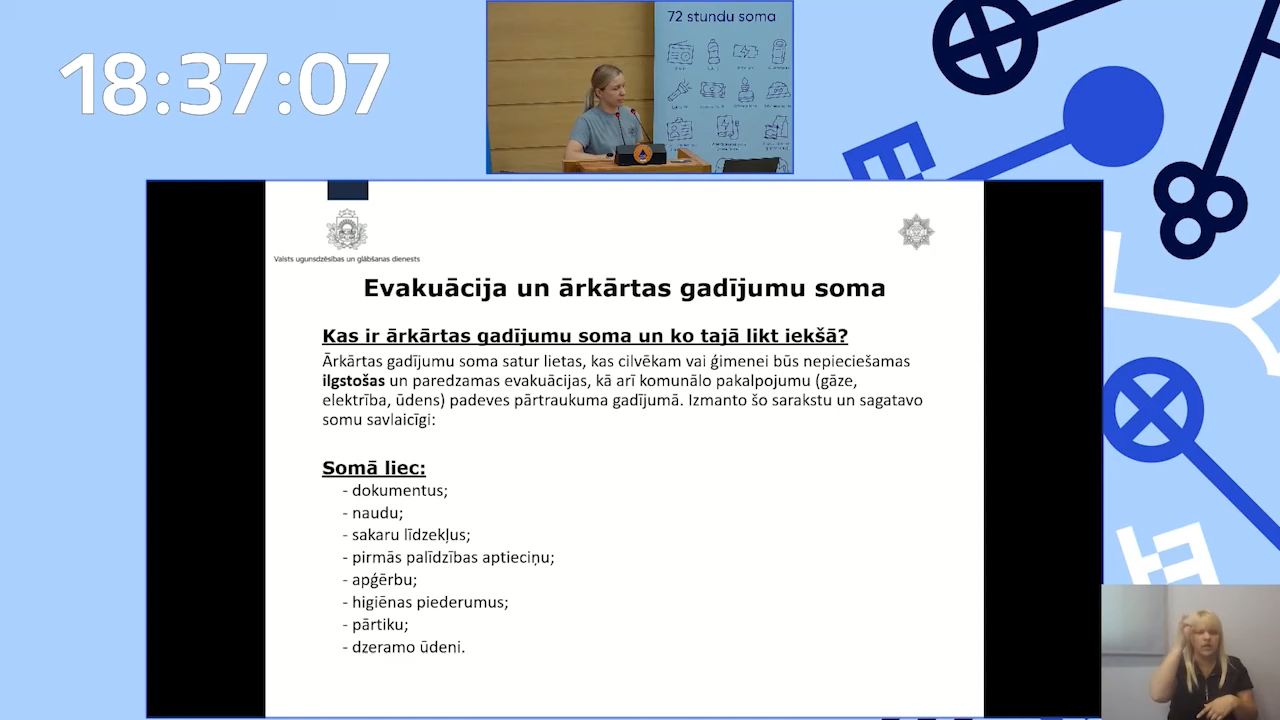 18:37:07
72 stundu soma
Valsts ugunsdzēsības un glābšanas dienests
Evakuācija un ārkārtas gadījumu soma
Kas ir ārkārtas gadījumu soma un ko tajā likt iekšā?
Ārkārtas gadījumu soma satur lietas, kas cilvēkam vai ģimenei būs nepieciešamas
ilgstošas un paredzamas evakuācijas, kā arī komunālo pakalpojumu (gāze,
elektrība, ūdens) padeves pārtraukuma gadījumā. Izmanto šo sarakstu un sagatavo
somu savlaicīgi:
Somā liec:
- dokumentus;
- naudu;
- sakaru līdzekļus;
- pirmās palīdzības aptieciņu;
- apģērbu;
- higiēnas piederumus;
- pārtiku;
- dzeramo ūdeni.